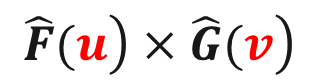 F̂(u) × Ĝ(v)